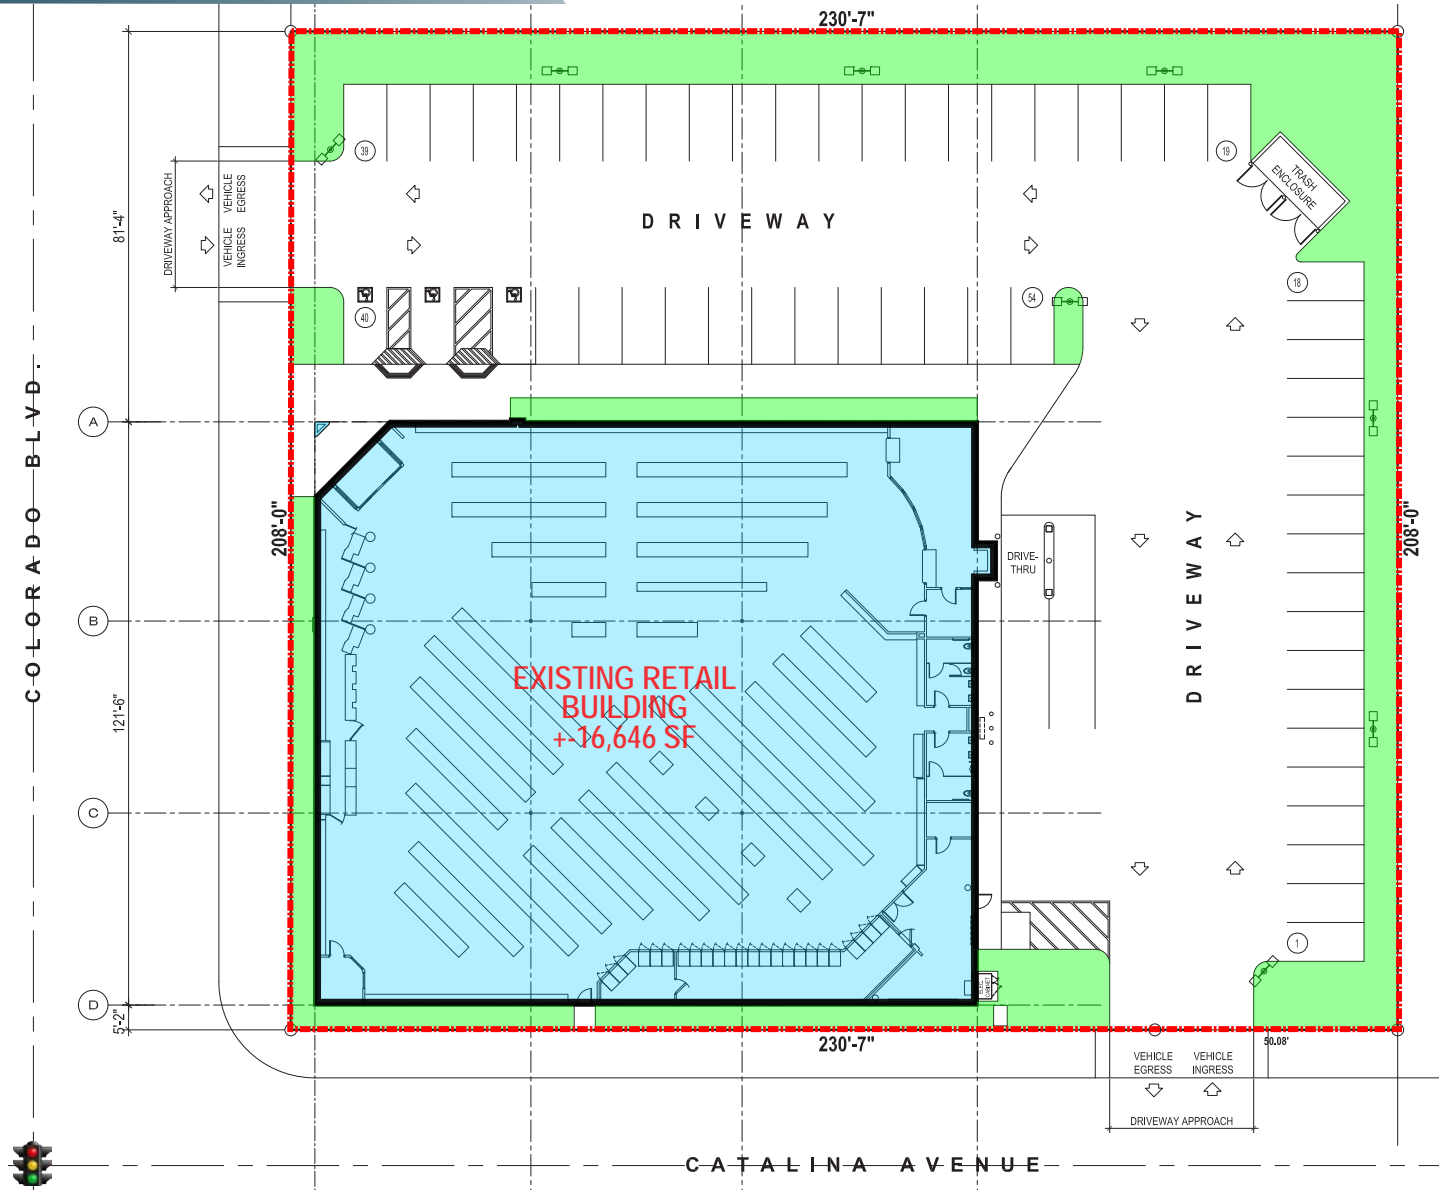 230'-7"
39
19
TRASH
ENCLOSURE
DRIVEWAY APPROACH
VEHICLE EGRESS
VEHICLE INGRESS
DRIVEWAY
81'-4"
18
40
54
COLORADO BLVD.
A
208'-0"
208'-0"
DRIVE-
THRU
DRIVEWAY
B
EXISTING RETAIL
BUILDING
+-16,646 SF
121'-6"
C
1
D
5'-2"
230'-7"
50.08'
VEHICLE EGRESS
VEHICLE INGRESS
DRIVEWAY APPROACH
CATALINA AVENUE